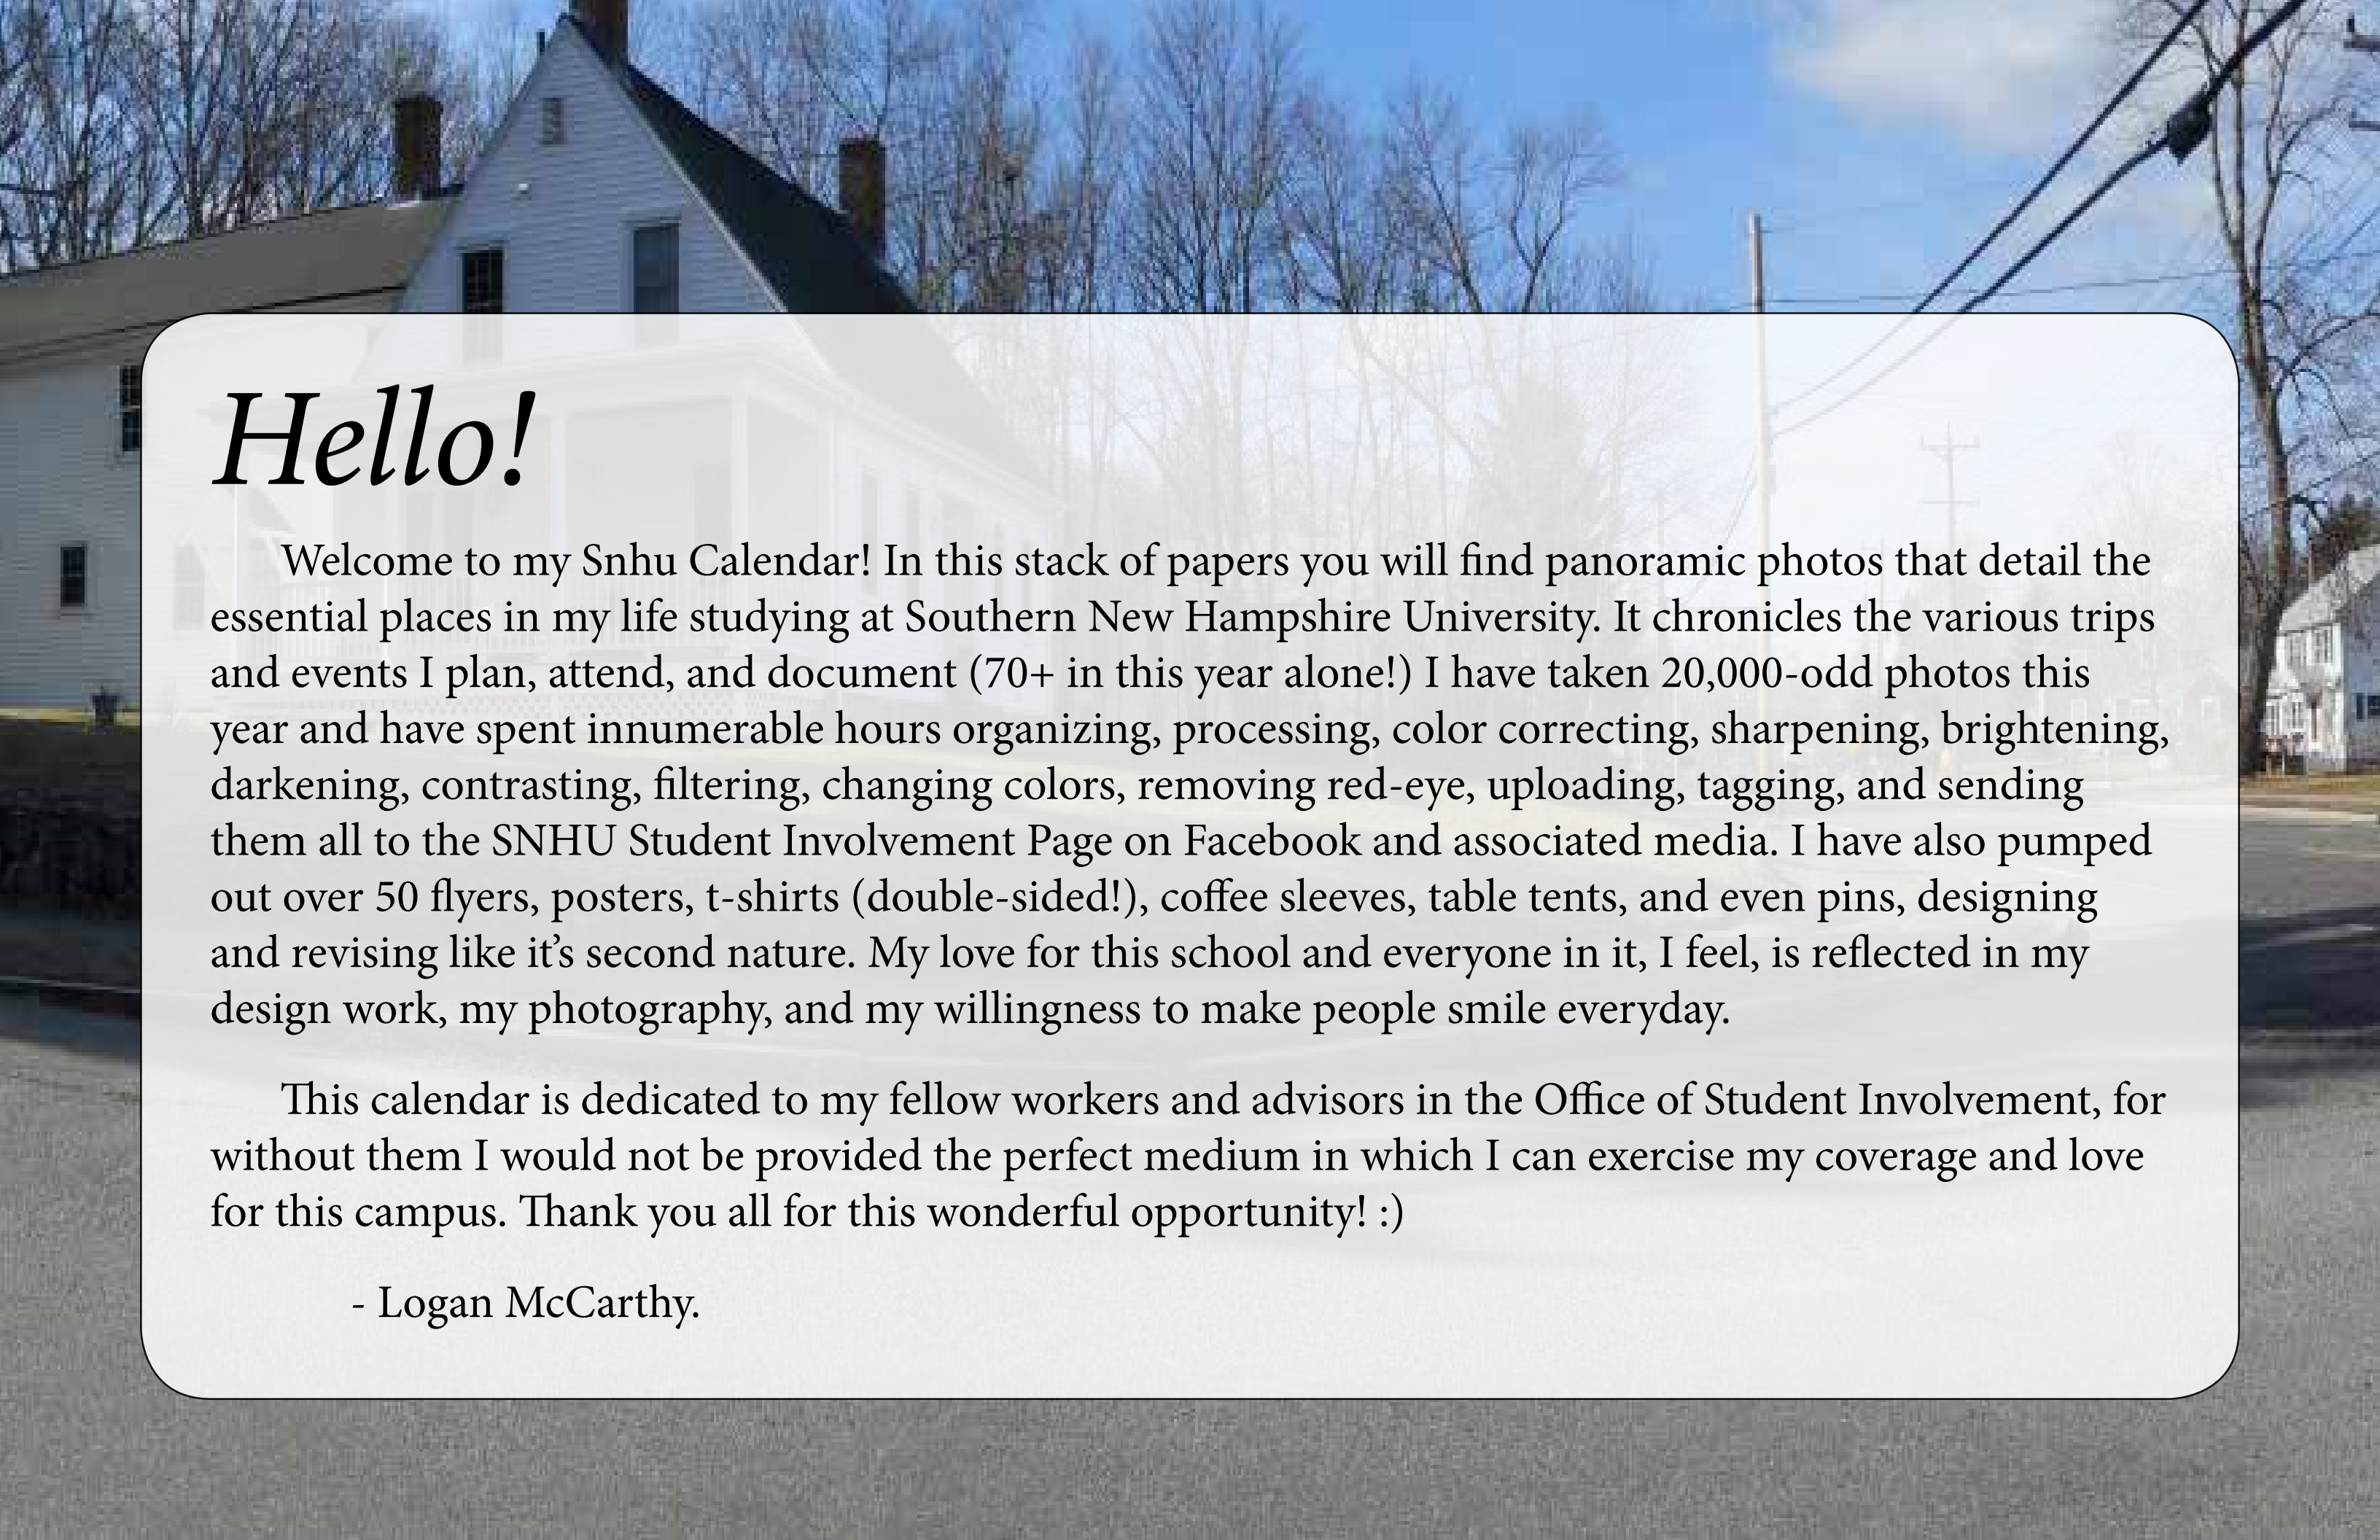 Hello!
Welcome to my Snhu Calendar! In this stack of papers you will find panoramic photos that detail the
essential places in my life studying at Southern New Hampshire University. It chronicles the various trips
and events I plan, attend, and document (70+ in this year alone!) I have taken 20,000-odd photos this
year and have spent innumerable hours organizing, processing, color correcting, sharpening, brightening,
darkening, contrasting, filtering, changing colors, removing red-eye, uploading, tagging, and sending
them all to the SNHU Student Involvement Page on Facebook and associated media. I have also pumped
out over 50 flyers, posters, t-shirts (double-sided!), coffee sleeves, table tents, and even pins, designing
and revising like it’s second nature. My love for this school and everyone in it, I feel, is reflected in my
design work, my photography, and my willingness to make people smile everyday.
This calendar is dedicated to my fellow workers and advisors in the Office of Student Involvement, for
without them I would not be provided the perfect medium in which I can exercise my coverage and love
for this campus. Thank you all for this wonderful opportunity! :)
- Logan McCarthy.